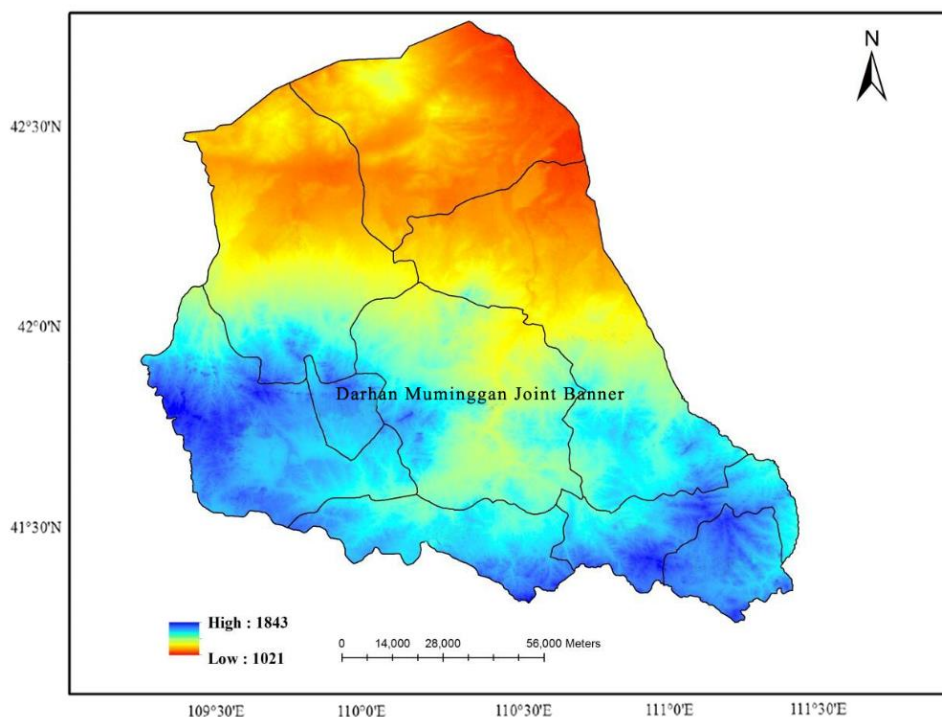 N
42°30'N
42°0'N
Darhan Muminggan Joint Banner
41°30'N
High : 1843
Low : 1021
0 14,000 28,000 56,000 Meters
109°30'E 110°0'E 110°30'E 111°0'E 111°30'E